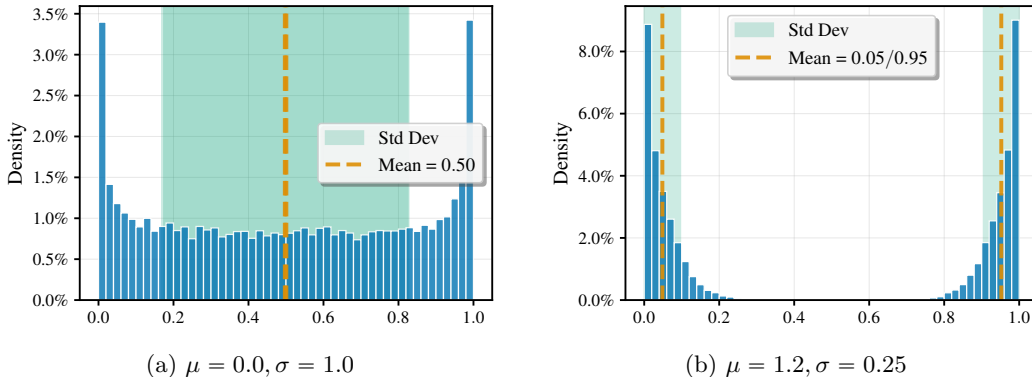 3.5%
3.0%
2.5%
2.0%
1.5%
1.0%
0.5%
0.0%
Density
0.0 0.2 0.4 0.6 0.8 1.0
Std Dev
Mean = 0.50
(a) μ = 0.0, σ = 1.0
8.0%
6.0%
4.0%
2.0%
0.0%
Density
0.0 0.2 0.4 0.6 0.8 1.0
Std Dev
Mean = 0.05/0.95
(b) μ = 1.2, σ = 0.25